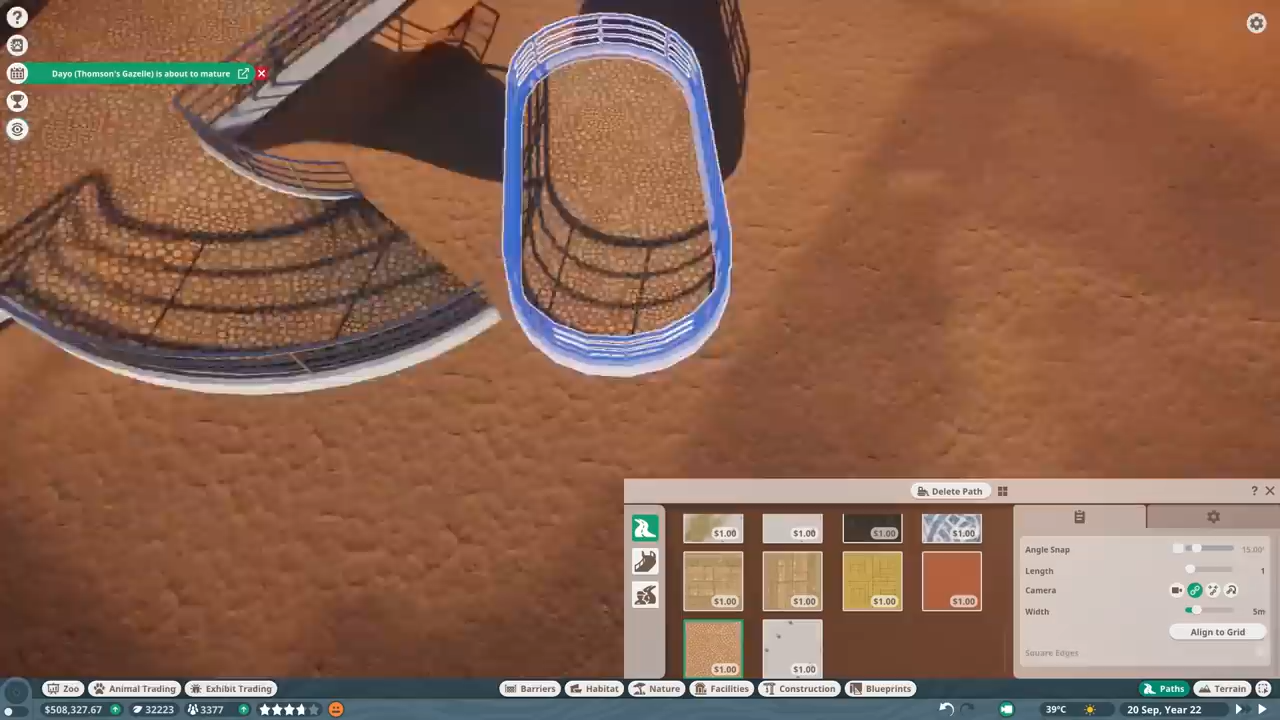 Dayo (Thomson's Gazelle) is about to mature
Delete Path
?
$1.00 $1.00 $1.00
$1.00
$1.00 $1.00 $1.00 $1.00
$1.00 $1.00
Angle Snap 15.00°
Length 1
Camera
Width 5m
Align to Grid
Square Edges
Zoo Animal Trading Exhibit Trading Barriers Habitat Nature Facilities Construction Blueprints Paths Terrain
$508,327.67 32223 3377 39°C 20 Sep, Year 22